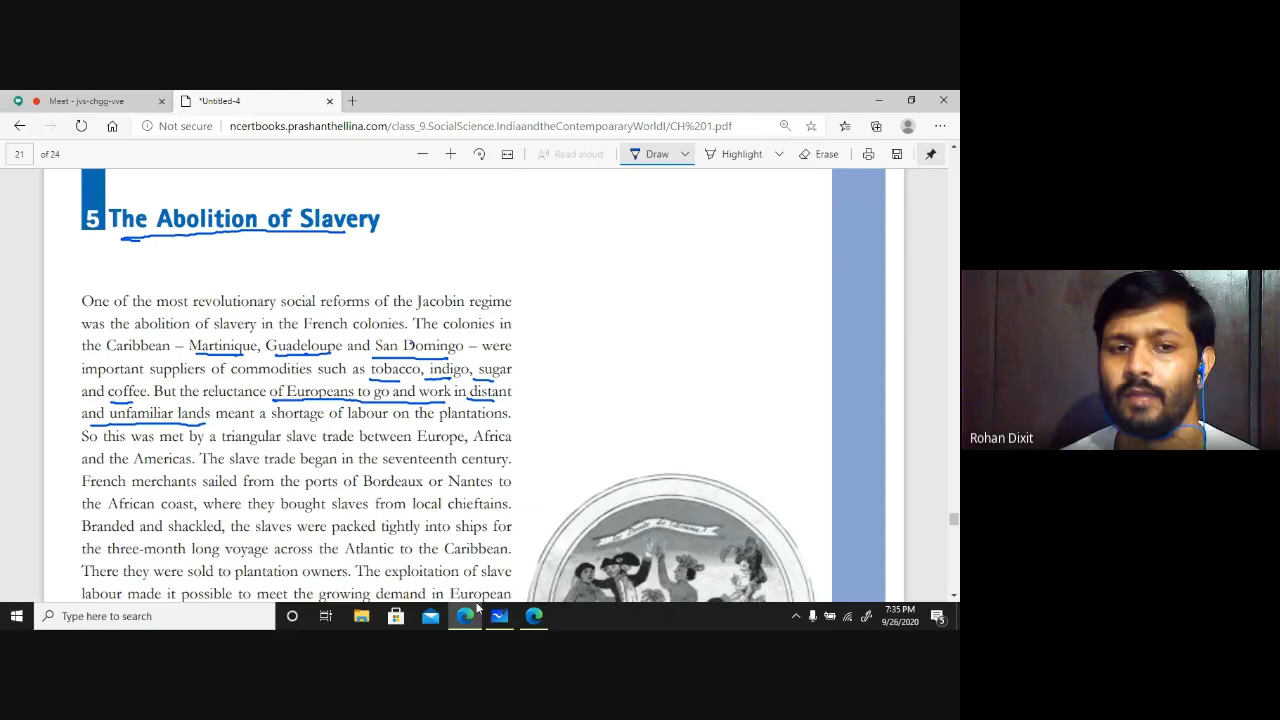 Meet - jvs-chgg-vve
*Untitled-4
Not secure
ncertbooks.prashanthellina.com/class_9.SocialScience.IndiaandtheContempoararyWorldI/CH%201.pdf
21 of 24
Read aloud
Draw
Highlight
Erase
5 The Abolition of Slavery
One of the most revolutionary social reforms of the Jacobin regime
was the abolition of slavery in the French colonies. The colonies in
the Caribbean – Martinique, Guadeloupe and San Domingo – were
important suppliers of commodities such as tobacco, indigo, sugar
and coffee. But the reluctance of Europeans to go and work in distant
and unfamiliar lands meant a shortage of labour on the plantations.
So this was met by a triangular slave trade between Europe, Africa
and the Americas. The slave trade began in the seventeenth century.
French merchants sailed from the ports of Bordeaux or Nantes to
the African coast, where they bought slaves from local chieftains.
Branded and shackled, the slaves were packed tightly into ships for
the three-month long voyage across the Atlantic to the Caribbean.
There they were sold to plantation owners. The exploitation of slave
labour made it possible to meet the growing demand in European
Rohan Dixit
Type here to search
7:35 PM
9/26/2020
5